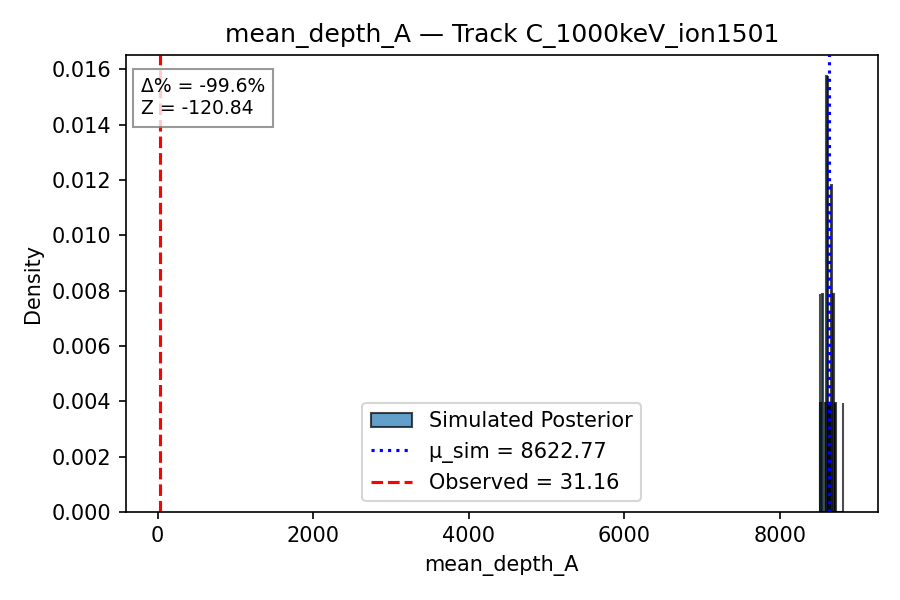 mean_depth_A — Track C_1000keV_ion1501
Δ% = -99.6%
Z = -120.84
0.016
0.014
0.012
0.010
0.008
0.006
0.004
0.002
0.000
Density
Simulated Posterior
μ_sim = 8622.77
Observed = 31.16
0 2000 4000 6000 8000
mean_depth_A